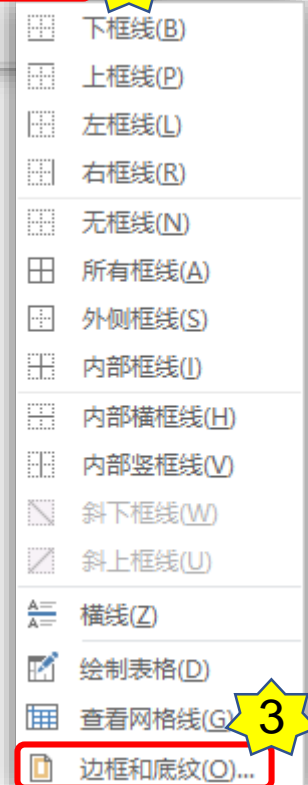 下框线(B)
上框线(P)
左框线(L)
右框线(R)
无框线(N)
所有框线(A)
外侧框线(S)
内部框线(I)
内部横框线(H)
内部竖框线(V)
斜下框线(W)
斜上框线(U)
横线(Z)
绘制表格(D)
查看网格线(G)
3
边框和底纹(O)...